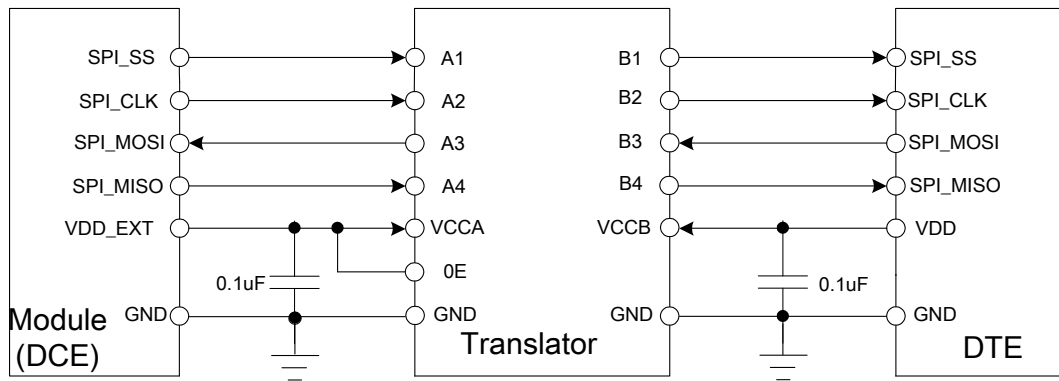 SPI_SS
A1
B1
SPI_SS
SPI_CLK
A2
B2
SPI_CLK
SPI_MOSI
A3
B3
SPI_MOSI
SPI_MISO
A4
B4
SPI_MISO
VDD_EXT
VCCA
VCCB
VDD
0E
0.1uF
0.1uF
GND
GND
GND
GND
Module
(DCE)
Translator
DTE